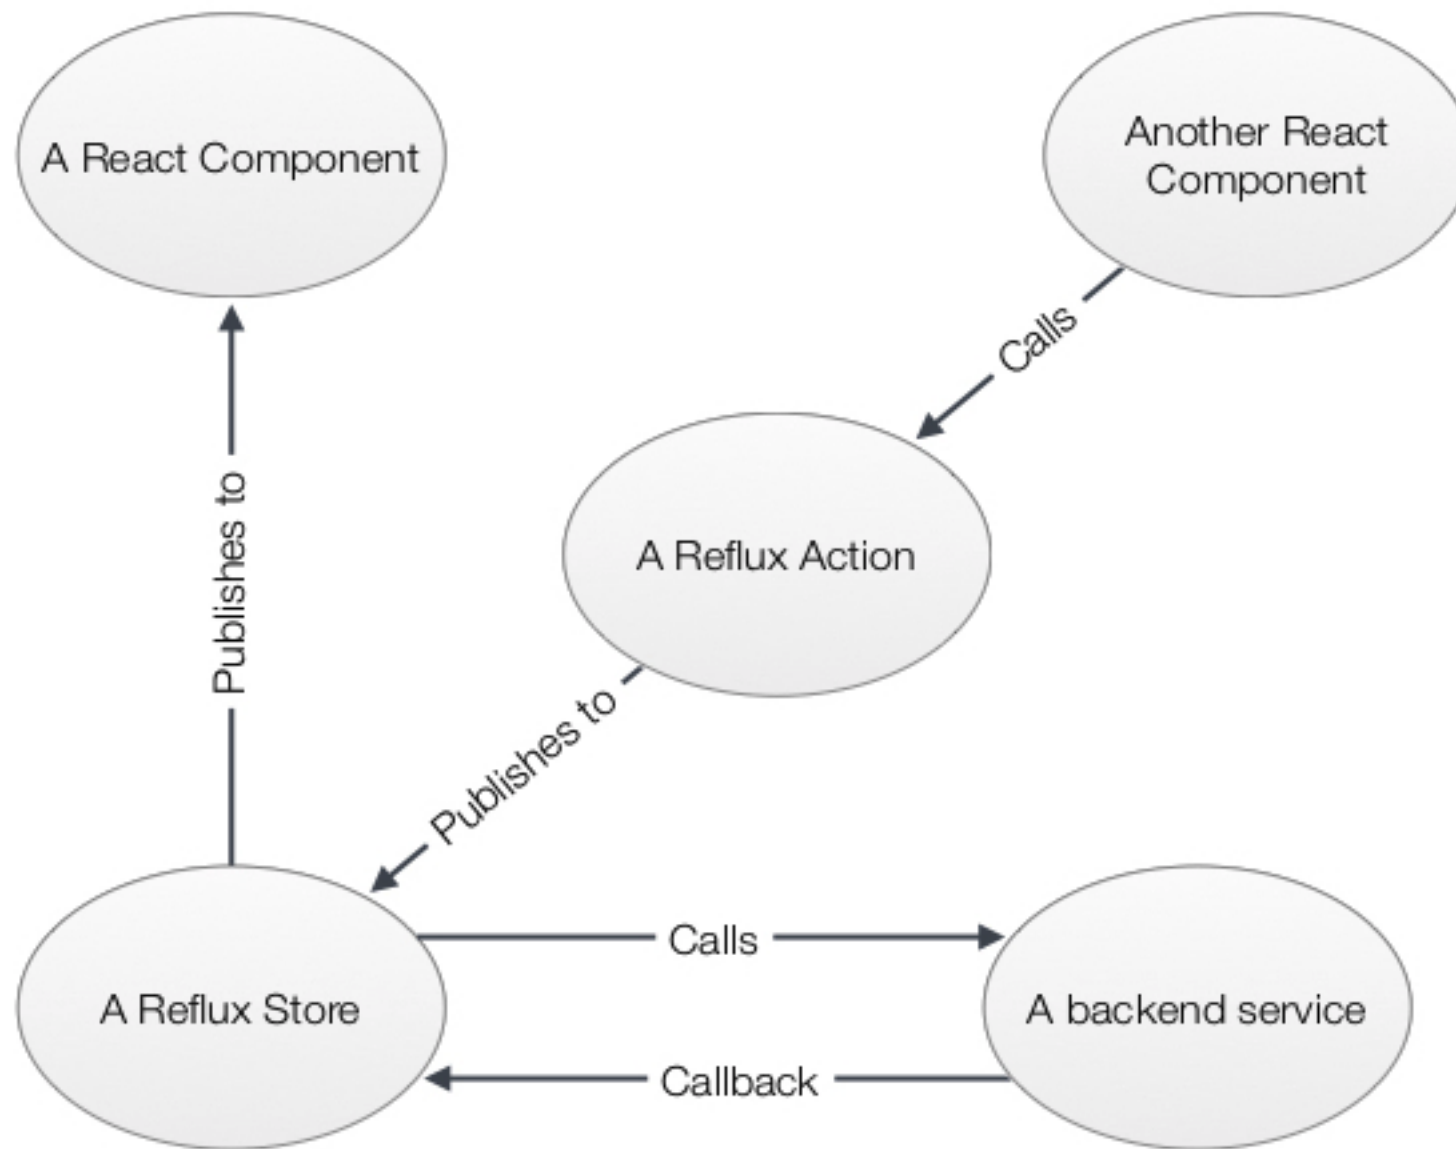 A React Component
Another React
Component
Calls
Publishes to
A Reflux Action
Publishes to
Calls
A Reflux Store
A backend service
Callback